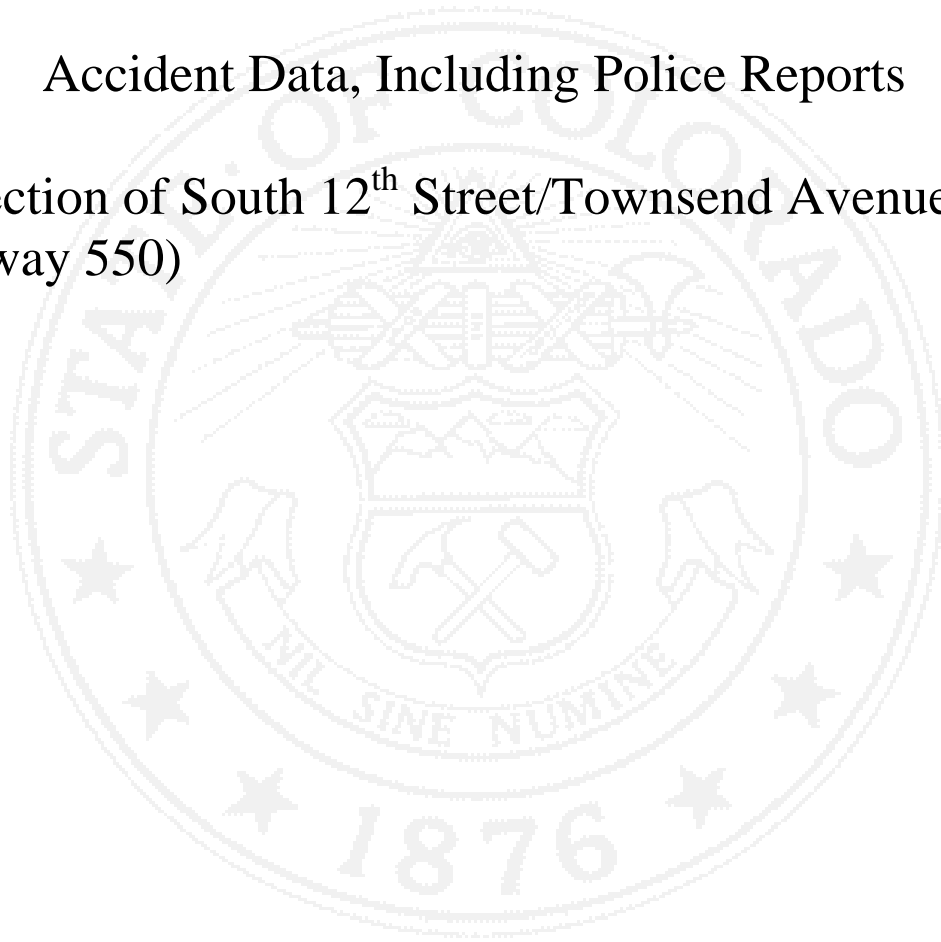 Accident Data, Including Police Reports
ection of South 12th Street/Townsend Avenue
way 550)
STATE OF COLORADO
NIL SINE NUMINE
1876